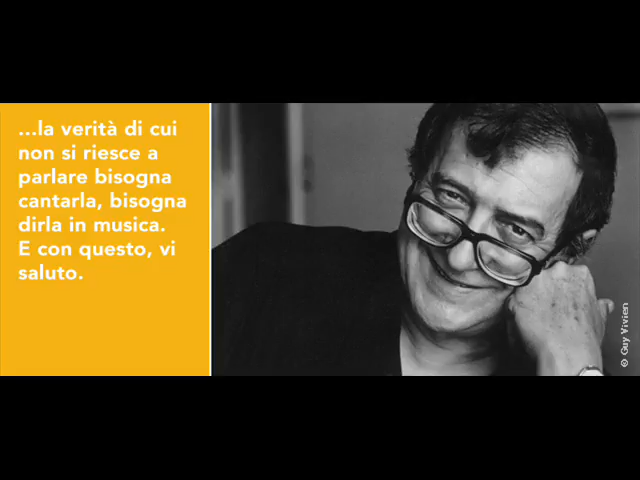 ...la verità di cui
non si riesce a
parlare bisogna
cantarla, bisogna
dirla in musica.
E con questo, vi
saluto.
© Guy Vivien